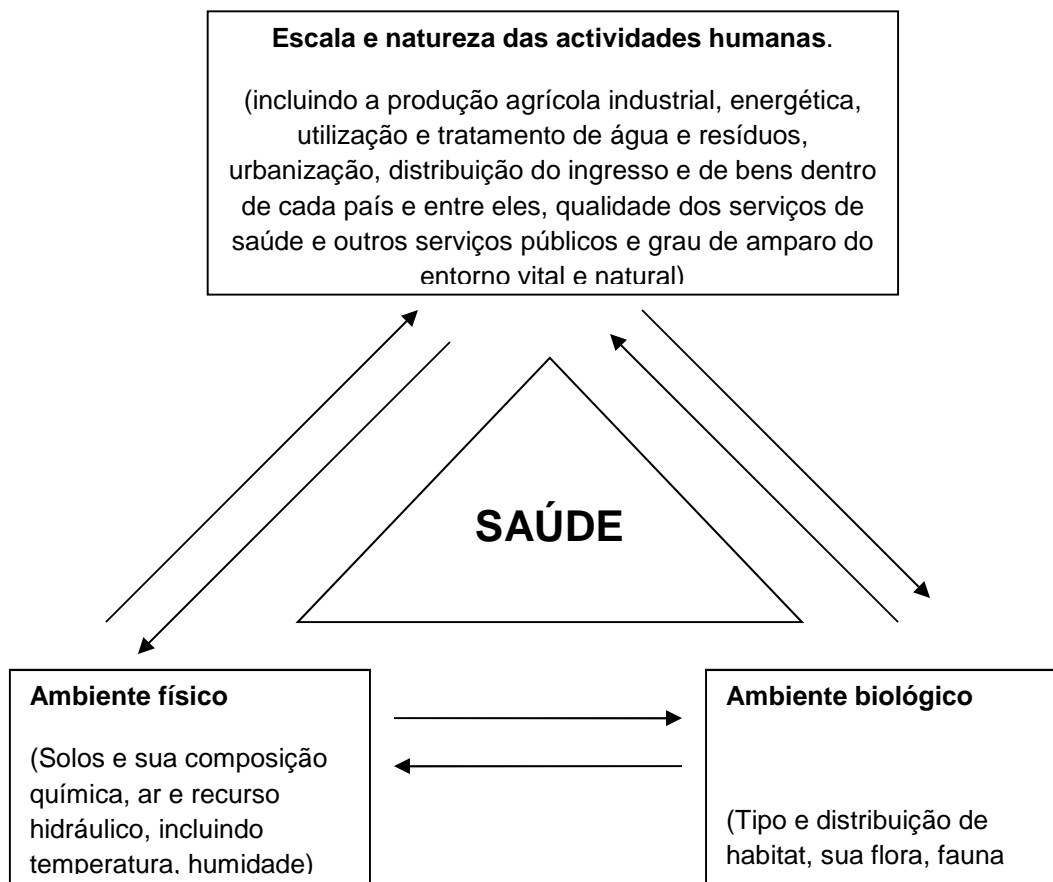 Escala e natureza das actividades humanas.
(incluindo a produção agrícola industrial, energética,
utilização e tratamento de água e resíduos,
urbanização, distribuição do ingresso e de bens dentro
de cada país e entre eles, qualidade dos serviços de
saúde e outros serviços públicos e grau de amparo do
entorno vital e natural)
SAÚDE
Ambiente físico
(Solos e sua composição
química, ar e recurso
hidráulico, incluindo
temperatura, humidade)
Ambiente biológico
(Tipo e distribuição de
habitat, sua flora, fauna